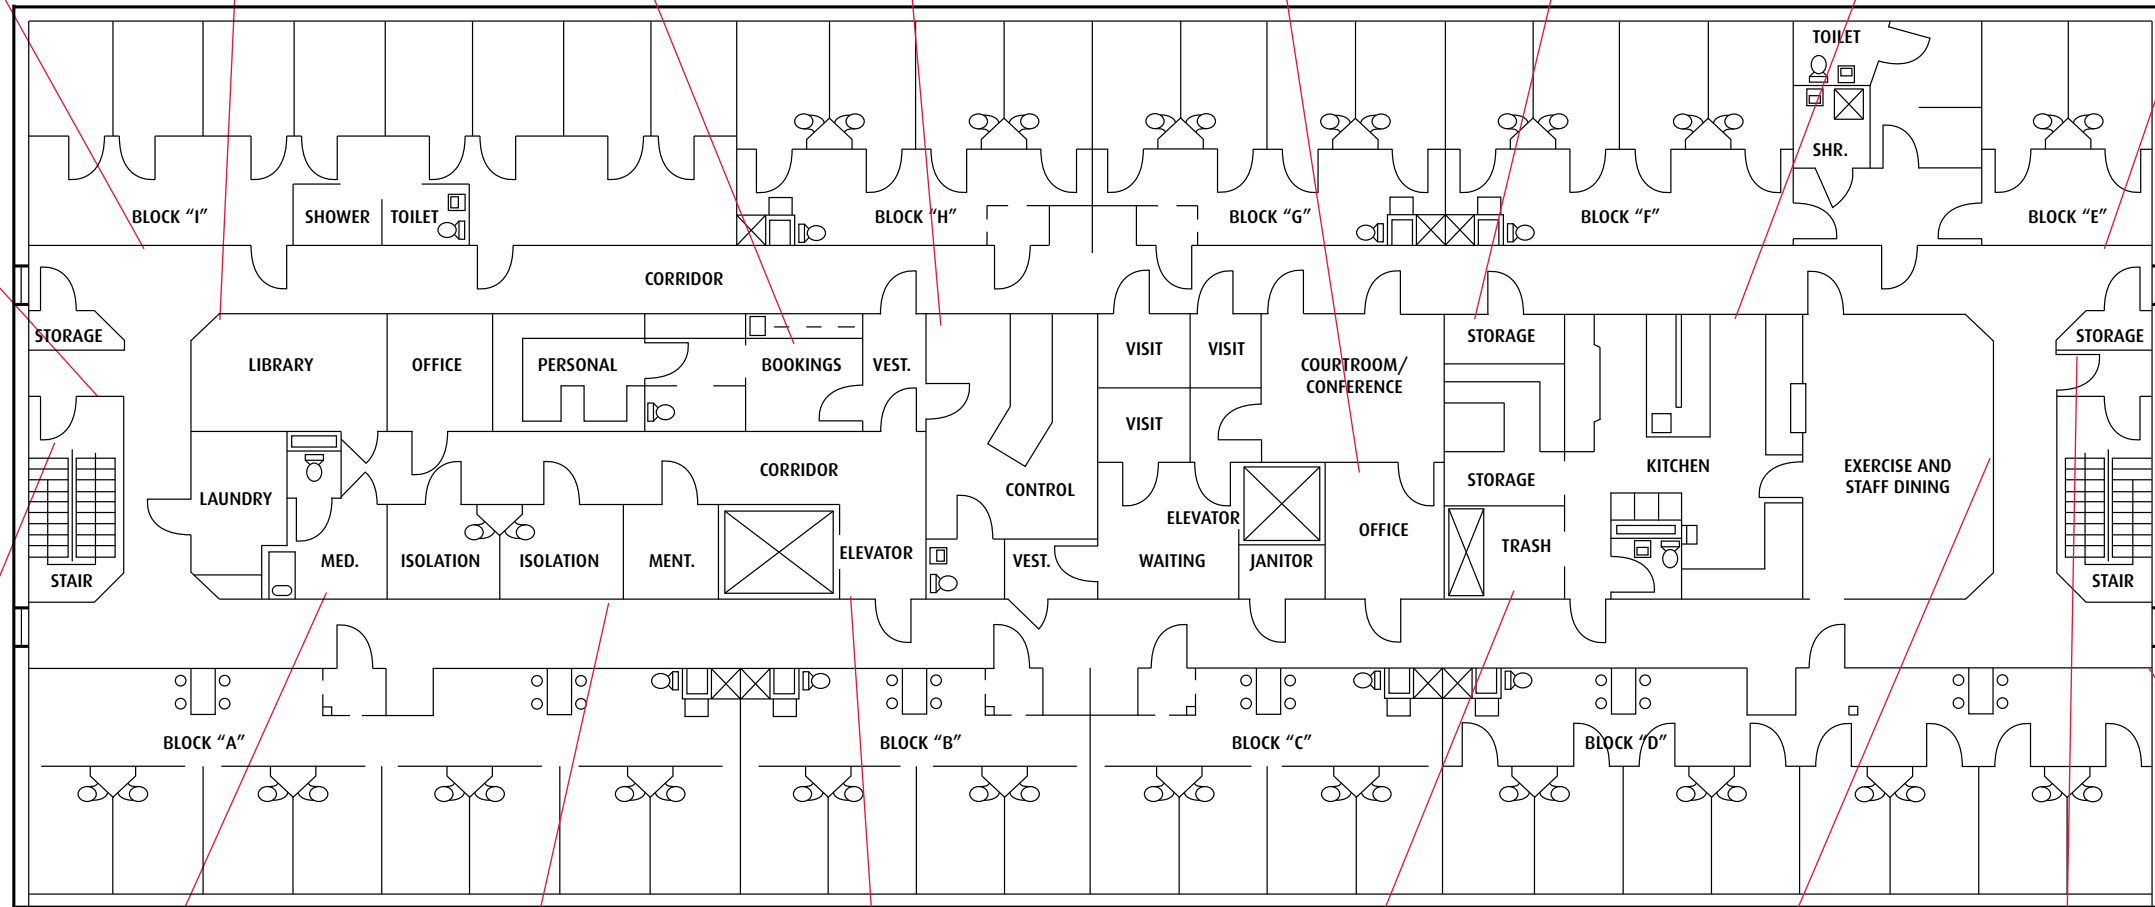 TOILET
SHR.
BLOCK “I”
SHOWER
TOILET
BLOCK “H”
BLOCK “G”
BLOCK “F”
BLOCK “E”
CORRIDOR
STORAGE
LIBRARY
OFFICE
PERSONAL
BOOKINGS
VEST.
VISIT
VISIT
COURTROOM/
CONFERENCE
STORAGE
STORAGE
VISIT
LAUNDRY
CORRIDOR
CONTROL
ELEVATOR
OFFICE
STORAGE
KITCHEN
EXERCISE AND
STAFF DINING
STAIR
MED.
ISOLATION
ISOLATION
MENT.
ELEVATOR
VEST.
WAITING
JANITOR
TRASH
STAIR
BLOCK “A”
BLOCK “B”
BLOCK “C”
BLOCK “D”